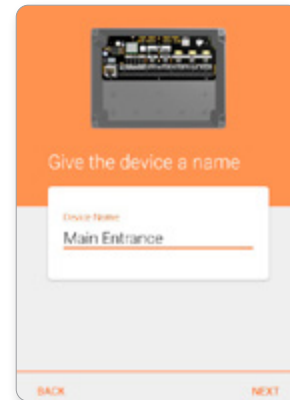 Give the device a name
Device Name
Main Entrance
BACK
NEXT